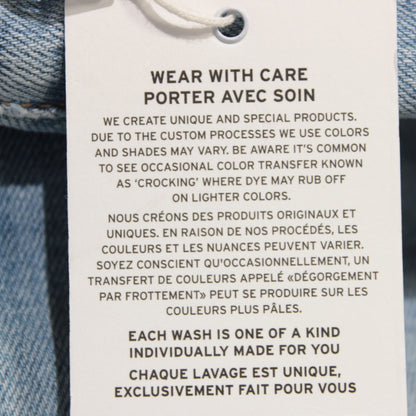 WEAR WITH CARE
PORTER AVEC SOIN
WE CREATE UNIQUE AND SPECIAL PRODUCTS.
DUE TO THE CUSTOM PROCESSES WE USE COLORS
AND SHADES MAY VARY. BE AWARE IT'S COMMON
TO SEE OCCASIONAL COLOR TRANSFER KNOWN
AS 'CROCKING' WHERE DYE MAY RUB OFF
ON LIGHTER COLORS.
NOUS CRÉONS DES PRODUITS ORIGINAUX ET
UNIQUES. EN RAISON DE NOS PROCÉDÉS, LES
COULEURS ET LES NUANCES PEUVENT VARIER.
SOYEZ CONSCIENT QU'OCCASIONNELLEMENT, UN
TRANSFERT DE COULEURS APPELÉ «DÉGORGEMENT
PAR FROTTEMENT» PEUT SE PRODUIRE SUR LES
COULEURS PLUS PÂLES.
EACH WASH IS ONE OF A KIND
INDIVIDUALLY MADE FOR YOU
CHAQUE LAVAGE EST UNIQUE,
EXCLUSIVEMENT FAIT POUR VOUS